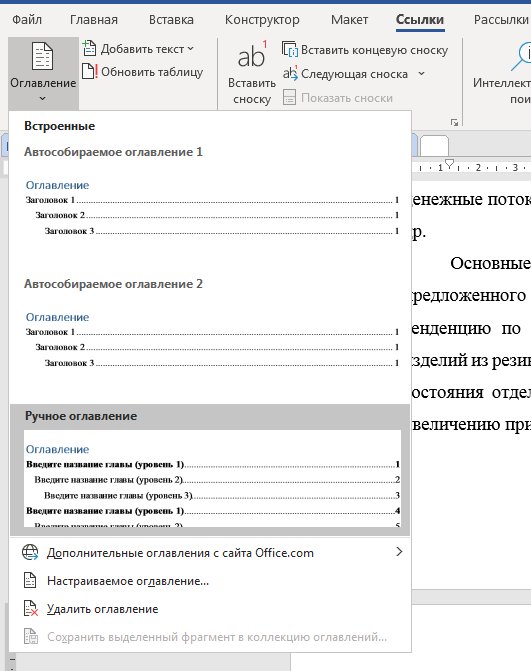 Файл Главная Вставка Конструктор Макет Ссылки Рассылки
Оглавление
Добавить текст
Обновить таблицу
ab¹
Вставить
сноску
Вставить концевую сноску
Следующая сноска
Показать сноски
Интеллект
пои
1 2 3
Встроенные
Автособираемое оглавление 1
Оглавление
Заголовок 1 1
Заголовок 2 1
Заголовок 3 1
Автособираемое оглавление 2
Оглавление
Заголовок 1 1
Заголовок 2 1
Заголовок 3 1
Ручное оглавление
Оглавление
Введите название главы (уровень 1) 1
Введите название главы (уровень 2) 2
Введите название главы (уровень 3) 3
Введите название главы (уровень 1) 4
Введите название главы (уровень 2) 5
Дополнительные оглавления с сайта Office.com
Настраиваемое оглавление...
Удалить оглавление
Сохранить выделенный фрагмент в коллекцию оглавлений...
енежные поток
р.
Основные
редложенного
енденцию по
зделий из резин
остояния отдел
величению при